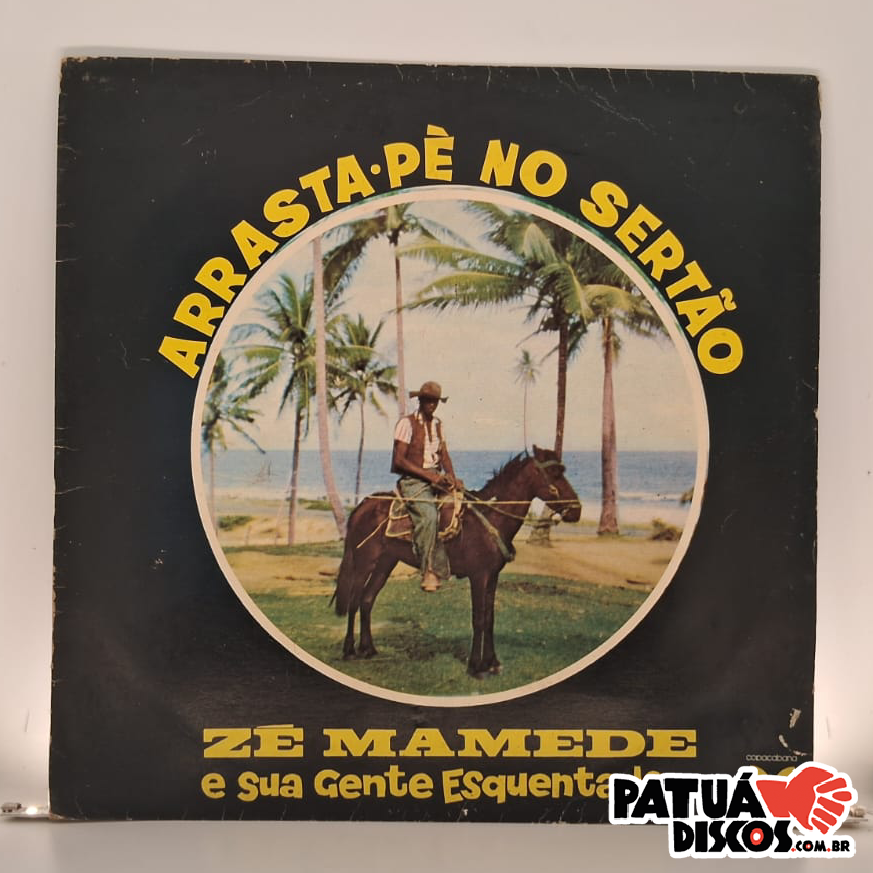 ARRASTA·PÈ NO SERTÃO
ZÉ MAMEDE
e sua Gente Esquenta
copacabana
PATUÁ
DISCOS.COM.BR